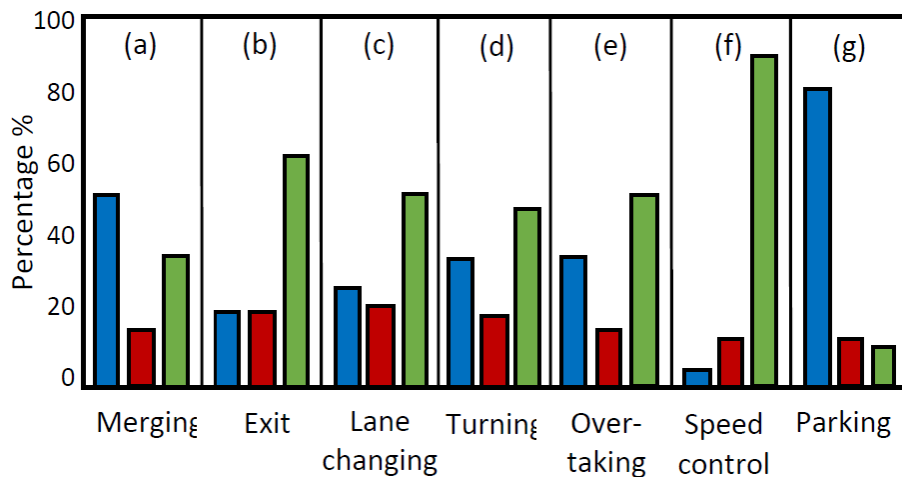 100
80
60
40
20
0
Percentage %
(a) (b) (c) (d) (e) (f) (g)
Merging Exit Lane changing Turning Over-taking Speed control Parking